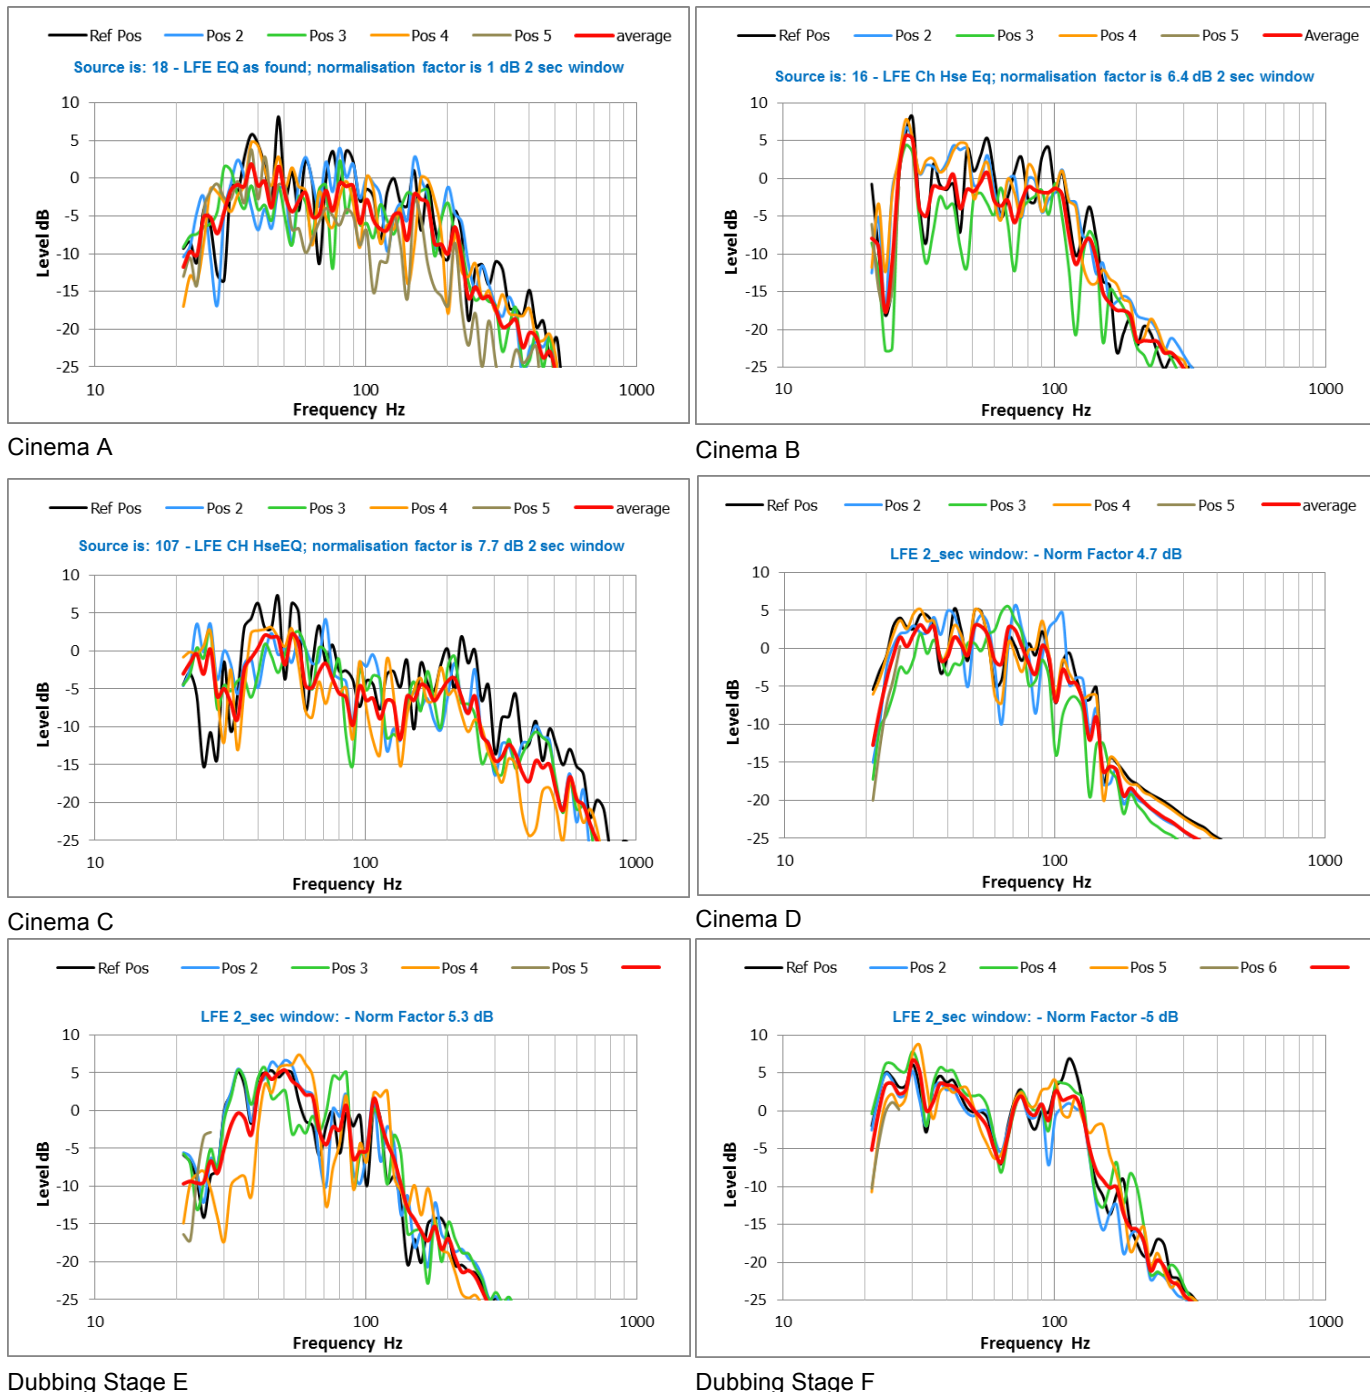 Ref Pos Pos 2 Pos 3 Pos 4 Pos 5 average
Source is: 18 - LFE EQ as found; normalisation factor is 1 dB 2 sec window
10
5
0
-5
-10
-15
-20
-25
Level dB
10 100 1000
Frequency Hz
Cinema A
Ref Pos Pos 2 Pos 3 Pos 4 Pos 5 Average
Source is: 16 - LFE Ch Hse Eq; normalisation factor is 6.4 dB 2 sec window
10
5
0
-5
-10
-15
-20
-25
Level dB
10 100 1000
Frequency Hz
Cinema B
Ref Pos Pos 2 Pos 3 Pos 4 Pos 5 average
Source is: 107 - LFE CH HseEQ; normalisation factor is 7.7 dB 2 sec window
10
5
0
-5
-10
-15
-20
-25
Level dB
10 100 1000
Frequency Hz
Cinema C
Ref Pos Pos 2 Pos 3 Pos 4 Pos 5 average
LFE 2_sec window: - Norm Factor 4.7 dB
10
5
0
-5
-10
-15
-20
-25
Level dB
10 100 1000
Frequency Hz
Cinema D
Ref Pos Pos 2 Pos 3 Pos 4 Pos 5
LFE 2_sec window: - Norm Factor 5.3 dB
10
5
0
-5
-10
-15
-20
-25
Level dB
10 100 1000
Frequency Hz
Dubbing Stage E
Ref Pos Pos 2 Pos 4 Pos 5 Pos 6
LFE 2_sec window: - Norm Factor -5 dB
10
5
0
-5
-10
-15
-20
-25
Level dB
10 100 1000
Frequency Hz
Dubbing Stage F